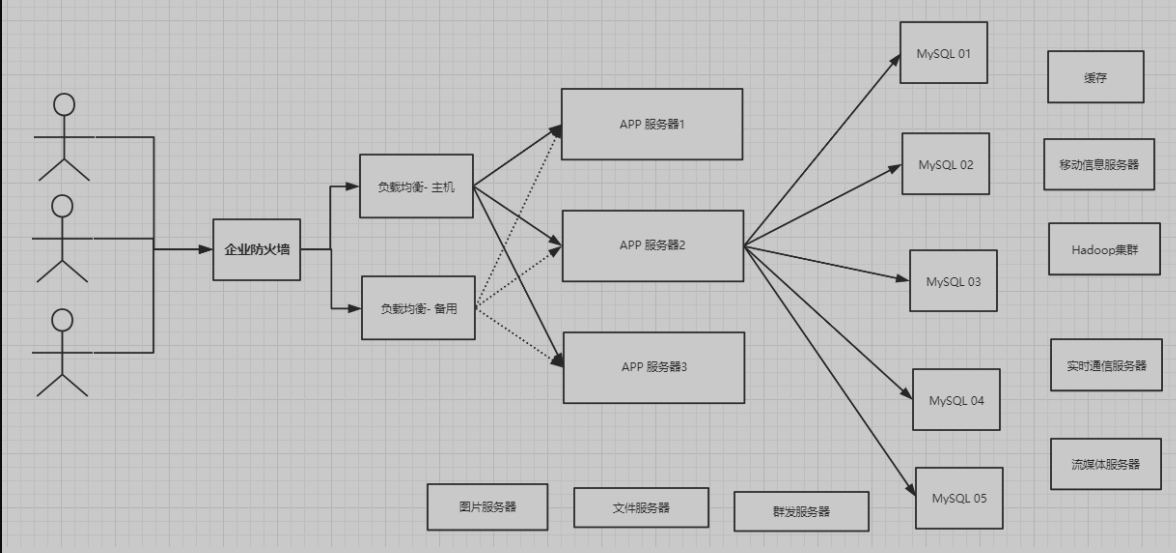 企业防火墙
负载均衡- 主机
负载均衡- 备用
APP 服务器1
APP 服务器2
APP 服务器3
MySQL 01
MySQL 02
MySQL 03
MySQL 04
MySQL 05
缓存
移动信息服务器
Hadoop集群
实时通信服务器
流媒体服务器
图片服务器
文件服务器
群发服务器